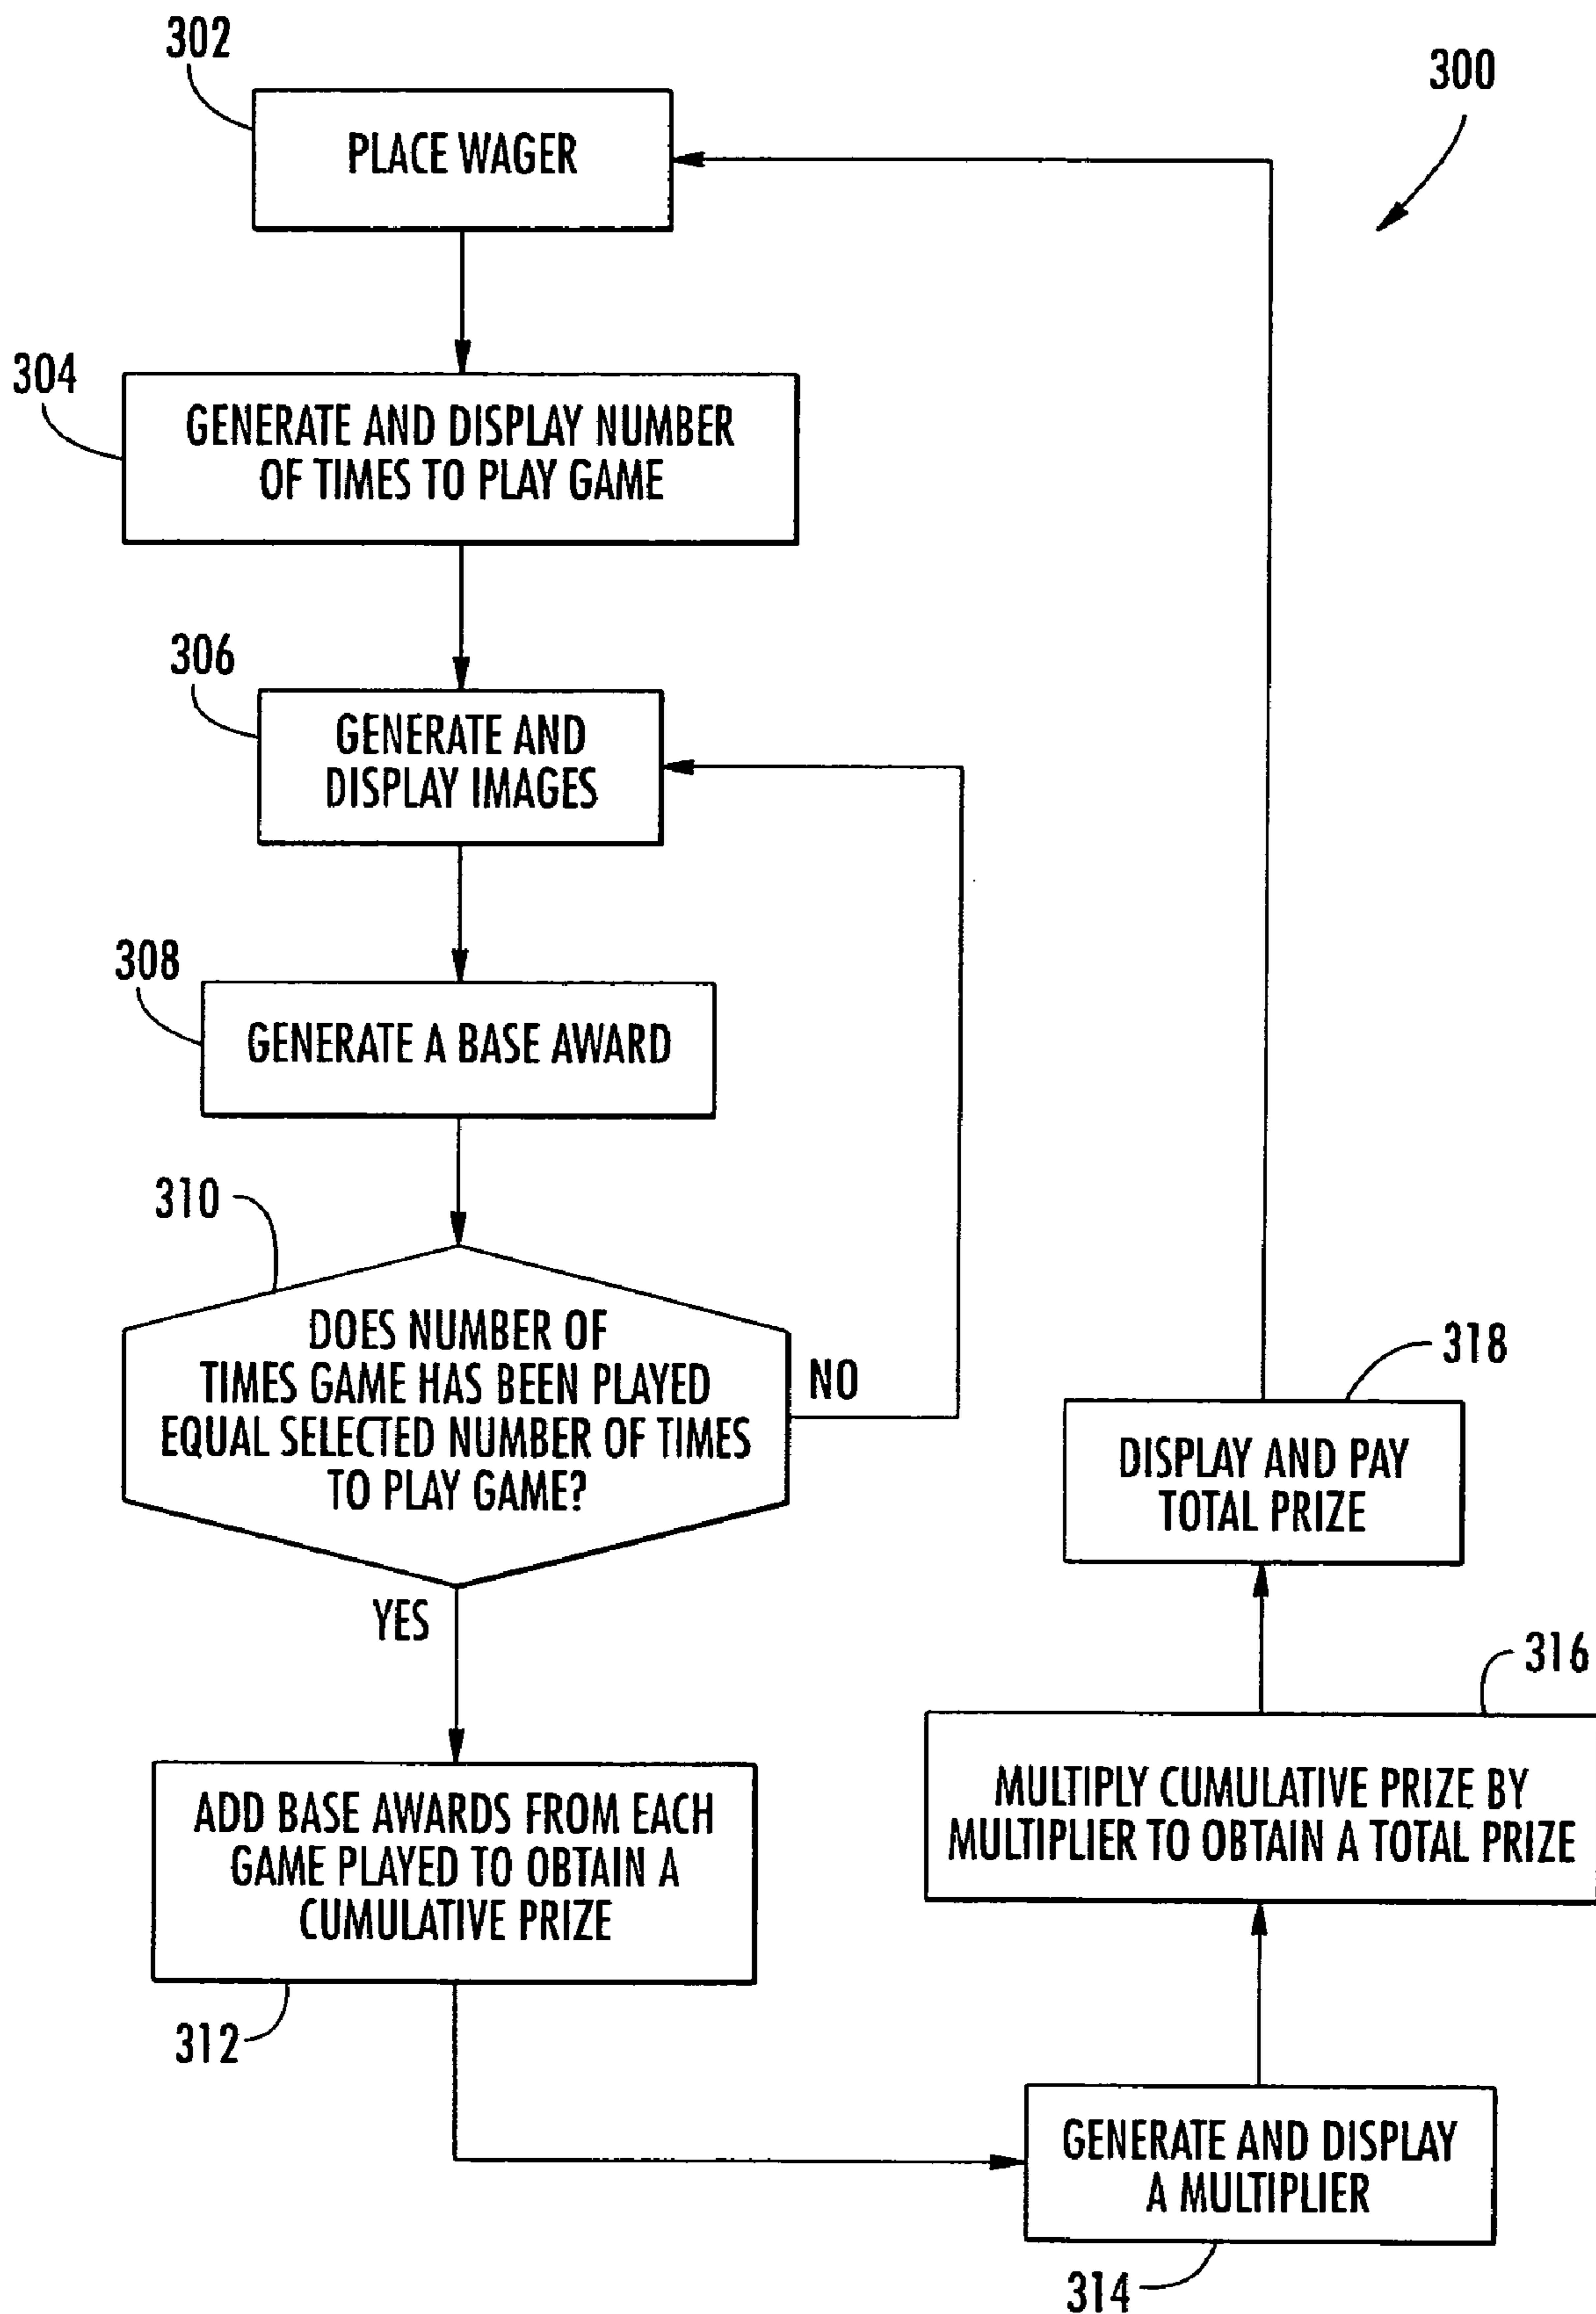 302
300
PLACE WAGER
304
GENERATE AND DISPLAY NUMBER
OF TIMES TO PLAY GAME
306
GENERATE AND
DISPLAY IMAGES
308
GENERATE A BASE AWARD
310
DOES NUMBER OF
TIMES GAME HAS BEEN PLAYED
EQUAL SELECTED NUMBER OF TIMES
TO PLAY GAME?
NO
YES
ADD BASE AWARDS FROM EACH
GAME PLAYED TO OBTAIN A
CUMULATIVE PRIZE
312
GENERATE AND DISPLAY
A MULTIPLIER
314
316
MULTIPLY CUMULATIVE PRIZE BY
MULTIPLIER TO OBTAIN A TOTAL PRIZE
318
DISPLAY AND PAY
TOTAL PRIZE